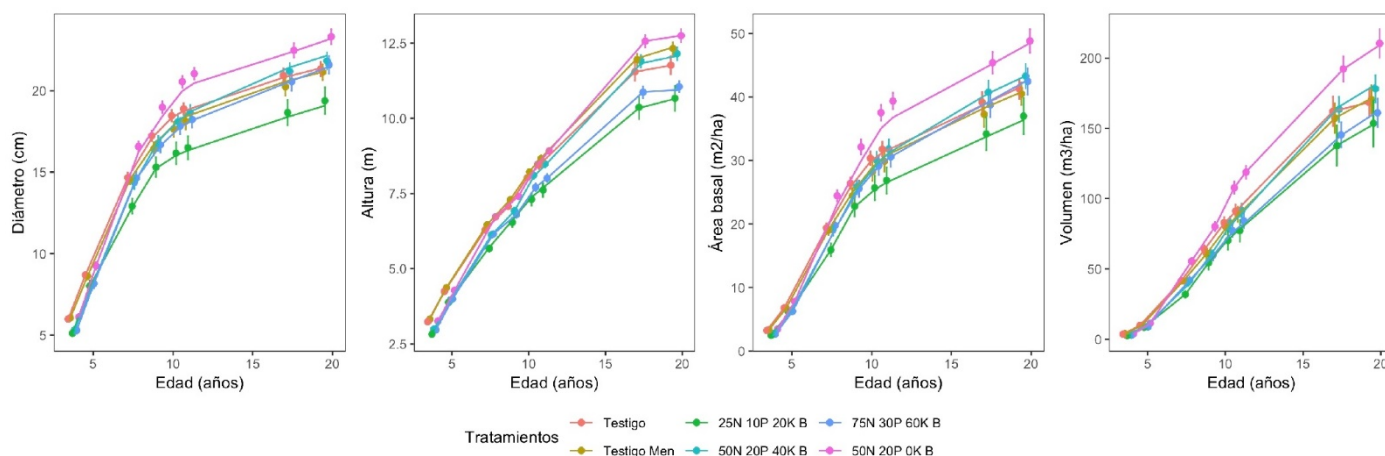 Diámetro (cm)
20
15
10
5
5
10
15
20
Edad (años)
Altura (m)
12.5
10.0
7.5
5.0
2.5
5
10
15
20
Edad (años)
Área basal (m2/ha)
50
40
30
20
10
0
5
10
15
20
Edad (años)
Volumen (m3/ha)
200
150
100
50
0
5
10
15
20
Edad (años)
Tratamientos
Testigo
25N 10P 20K B
75N 30P 60K B
Testigo Men
50N 20P 40K B
50N 20P 0K B